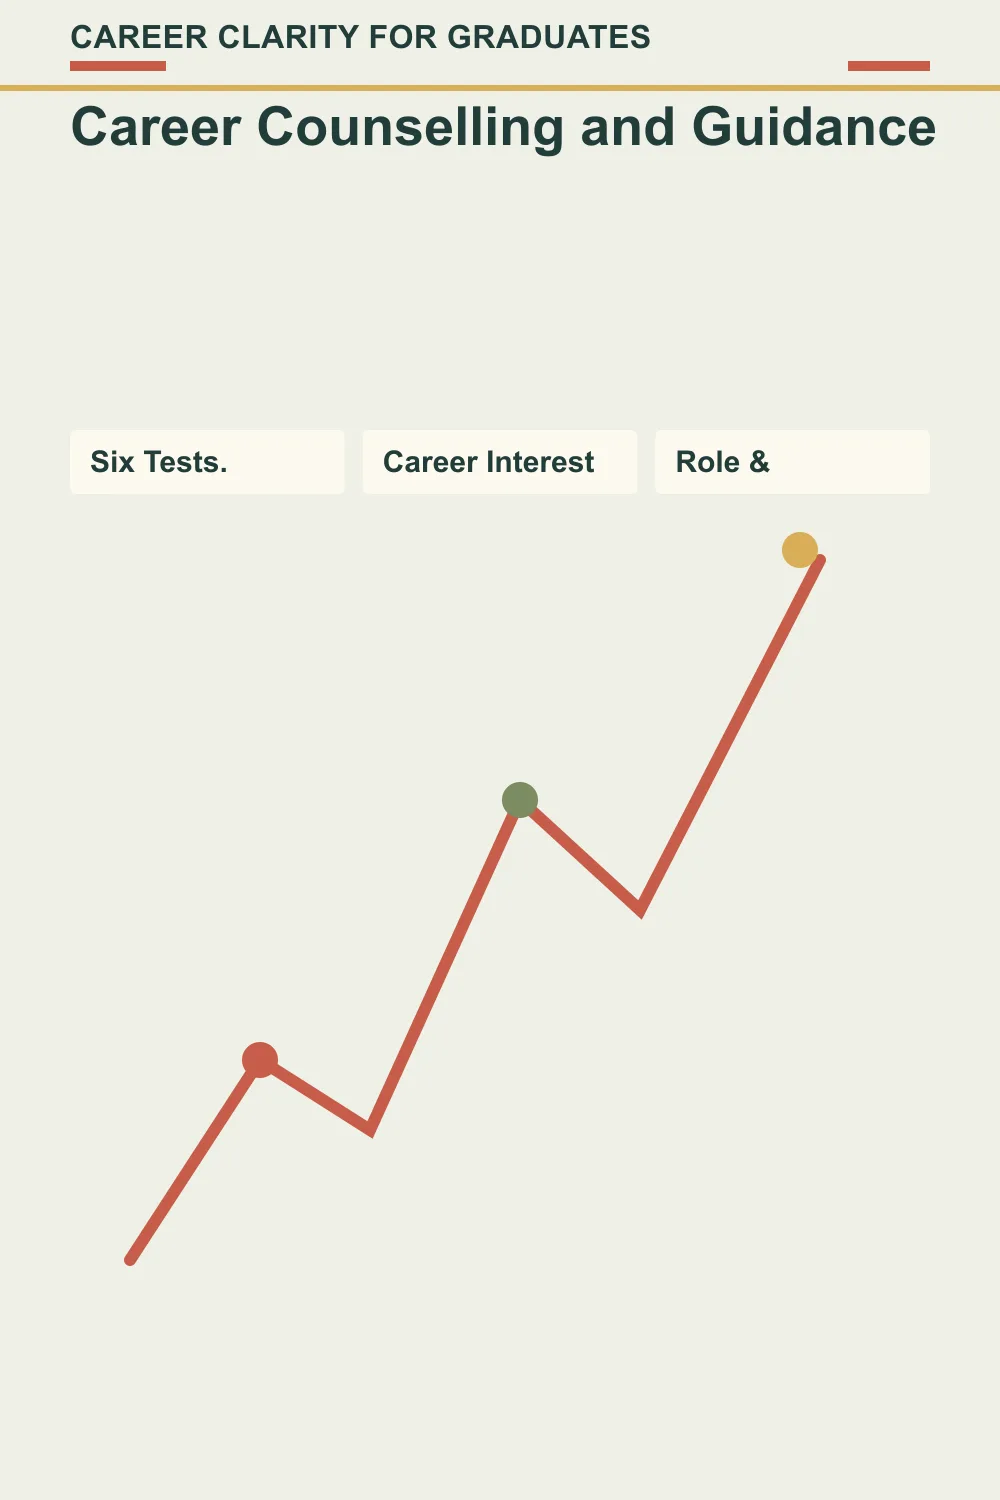 CAREER CLARITY FOR GRADUATES
Career Counselling and Guidance
Six Tests.
Career Interest
Role &